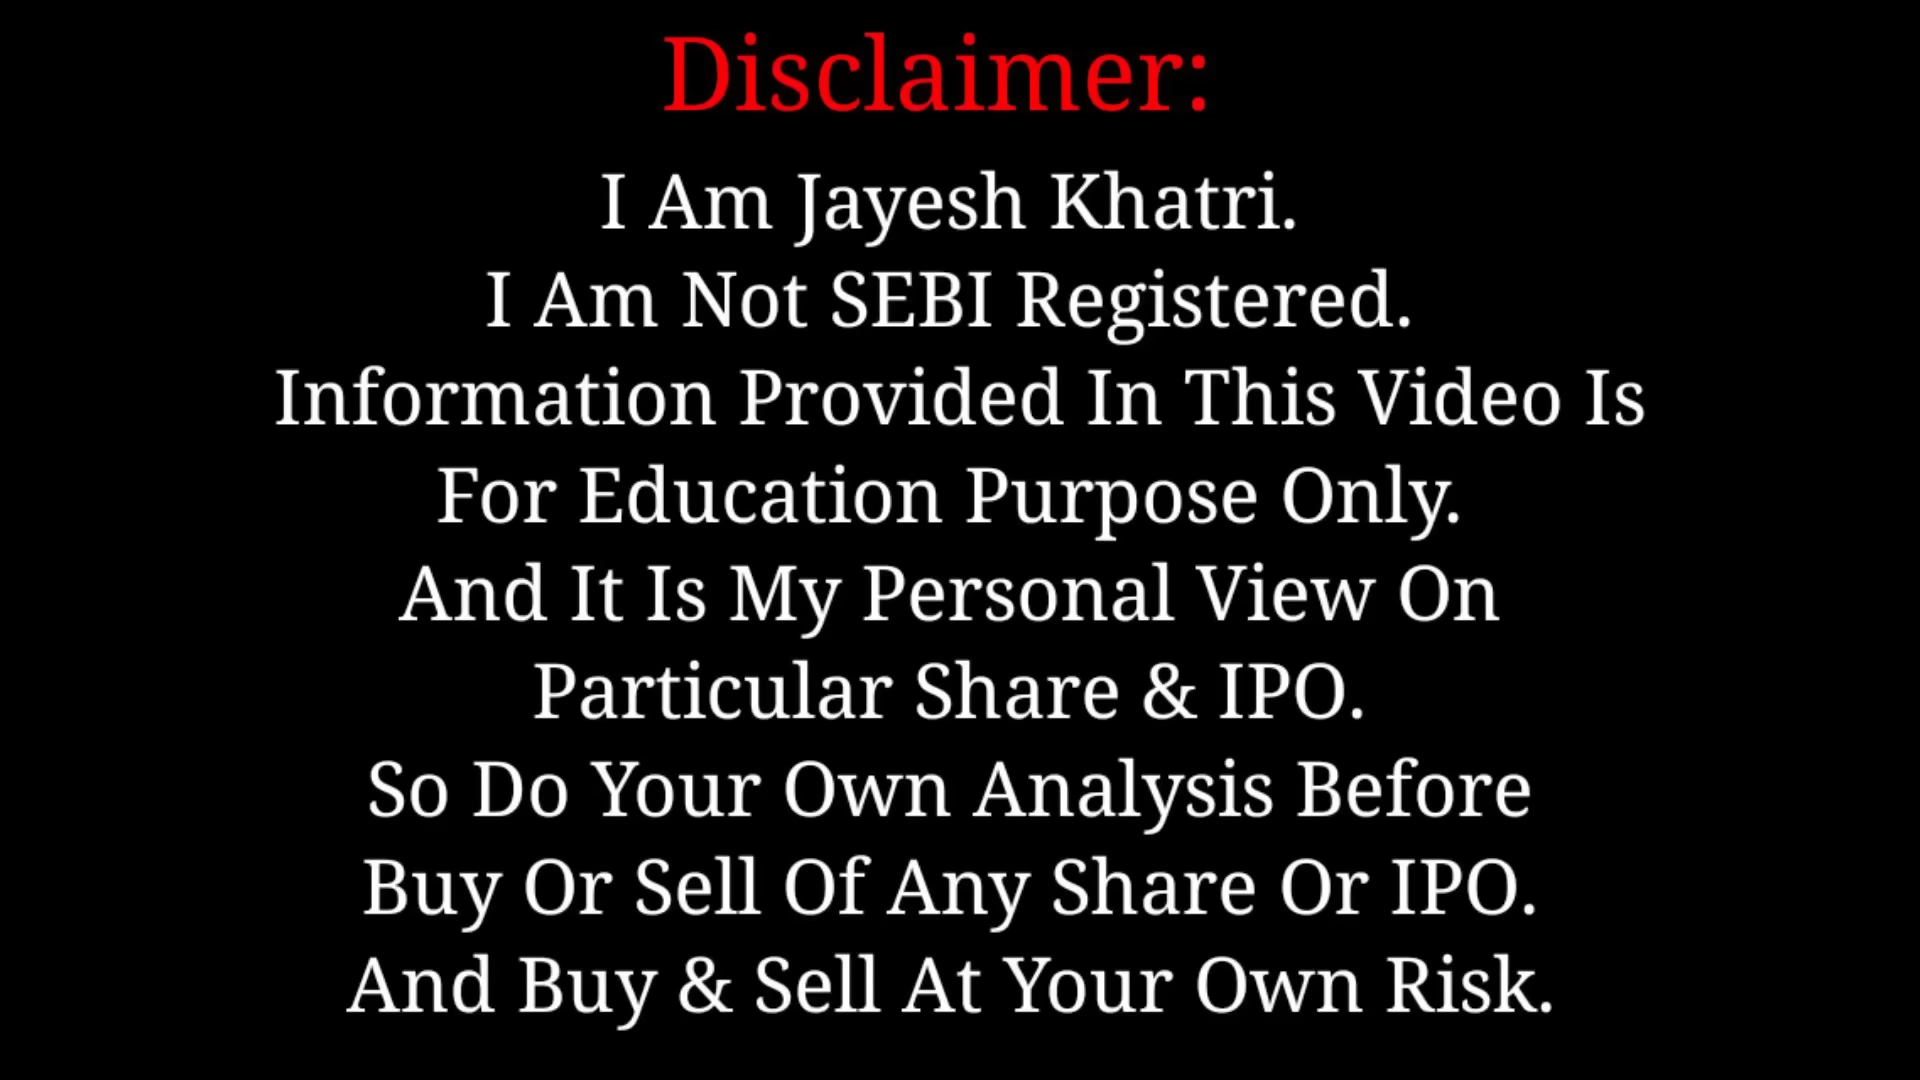 Disclaimer:
I Am Jayesh Khatri.
I Am Not SEBI Registered.
Information Provided In This Video Is
For Education Purpose Only.
And It Is My Personal View On
Particular Share & IPO.
So Do Your Own Analysis Before
Buy Or Sell Of Any Share Or IPO.
And Buy & Sell At Your Own Risk.